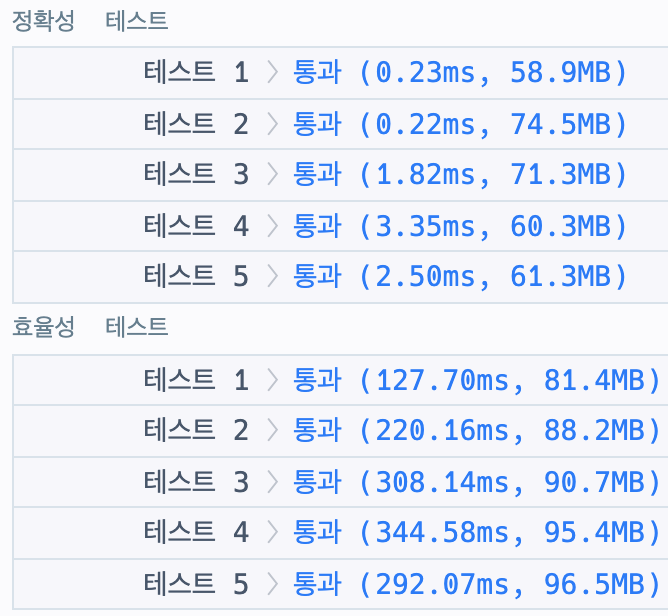 정확성 테스트
테스트 1 〉 통과 (0.23ms, 58.9MB)
테스트 2 〉 통과 (0.22ms, 74.5MB)
테스트 3 〉 통과 (1.82ms, 71.3MB)
테스트 4 〉 통과 (3.35ms, 60.3MB)
테스트 5 〉 통과 (2.50ms, 61.3MB)
효율성 테스트
테스트 1 〉 통과 (127.70ms, 81.4MB)
테스트 2 〉 통과 (220.16ms, 88.2MB)
테스트 3 〉 통과 (308.14ms, 90.7MB)
테스트 4 〉 통과 (344.58ms, 95.4MB)
테스트 5 〉 통과 (292.07ms, 96.5MB)